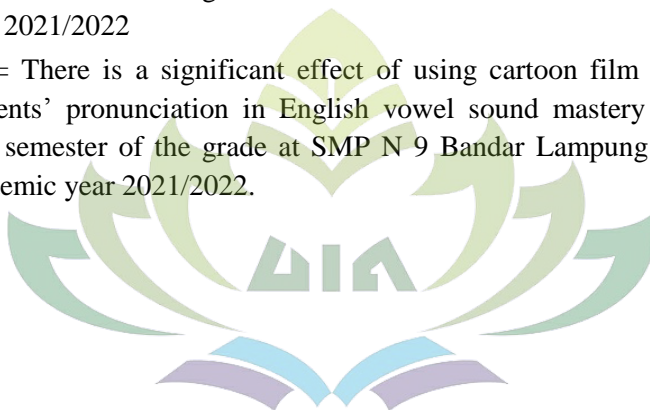 2021/2022
= There is a significant effect of using cartoon film
ents' pronunciation in English vowel sound mastery
semester of the grade at SMP N 9 Bandar Lampung
emic year 2021/2022.
UIN